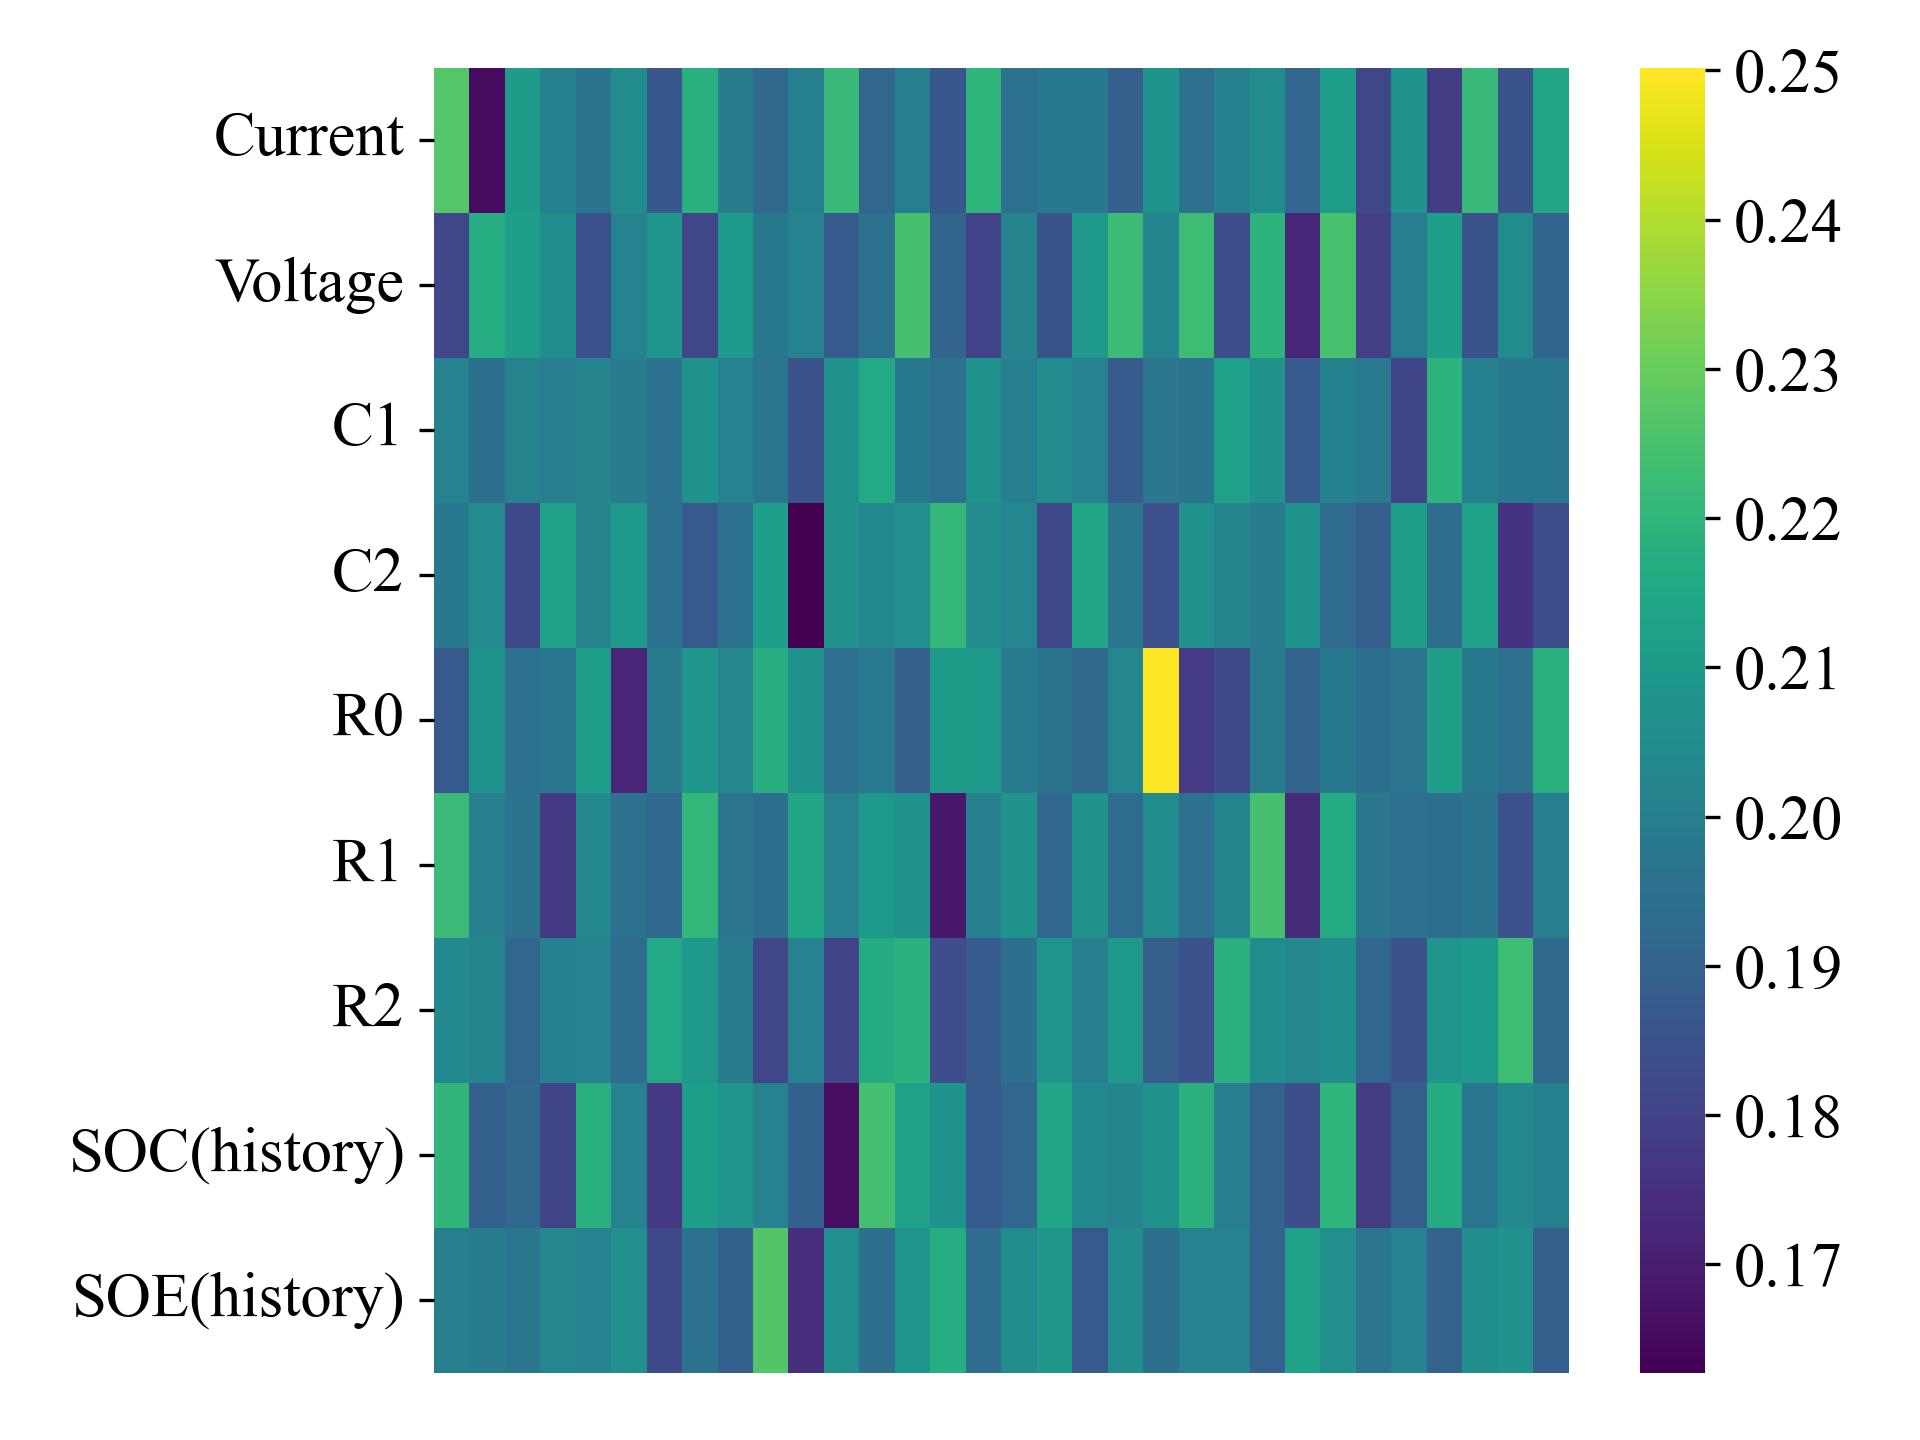 Current
Voltage
C1
C2
R0
R1
R2
SOC(history)
SOE(history)
0.25
0.24
0.23
0.22
0.21
0.20
0.19
0.18
0.17